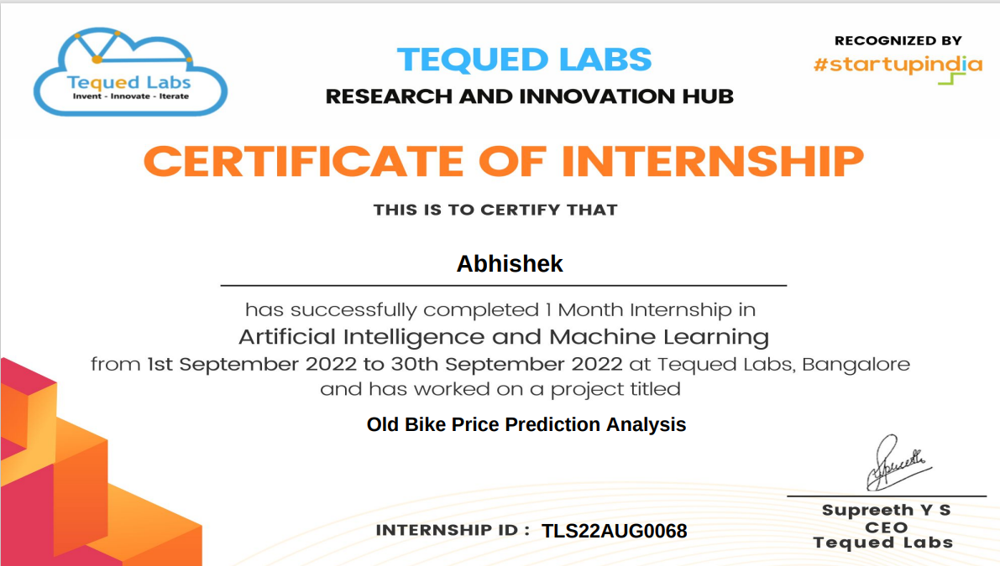 Tequed Labs
Invent - Innovate - Iterate
TEQUED LABS
RESEARCH AND INNOVATION HUB
RECOGNIZED BY
#startupindia
CERTIFICATE OF INTERNSHIP
THIS IS TO CERTIFY THAT
Abhishek
has successfully completed 1 Month Internship in
Artificial Intelligence and Machine Learning
from 1st September 2022 to 30th September 2022 at Tequed Labs, Bangalore
and has worked on a project titled
Old Bike Price Prediction Analysis
INTERNSHIP ID : TLS22AUG0068
Supreeth Y S
CEO
Tequed Labs